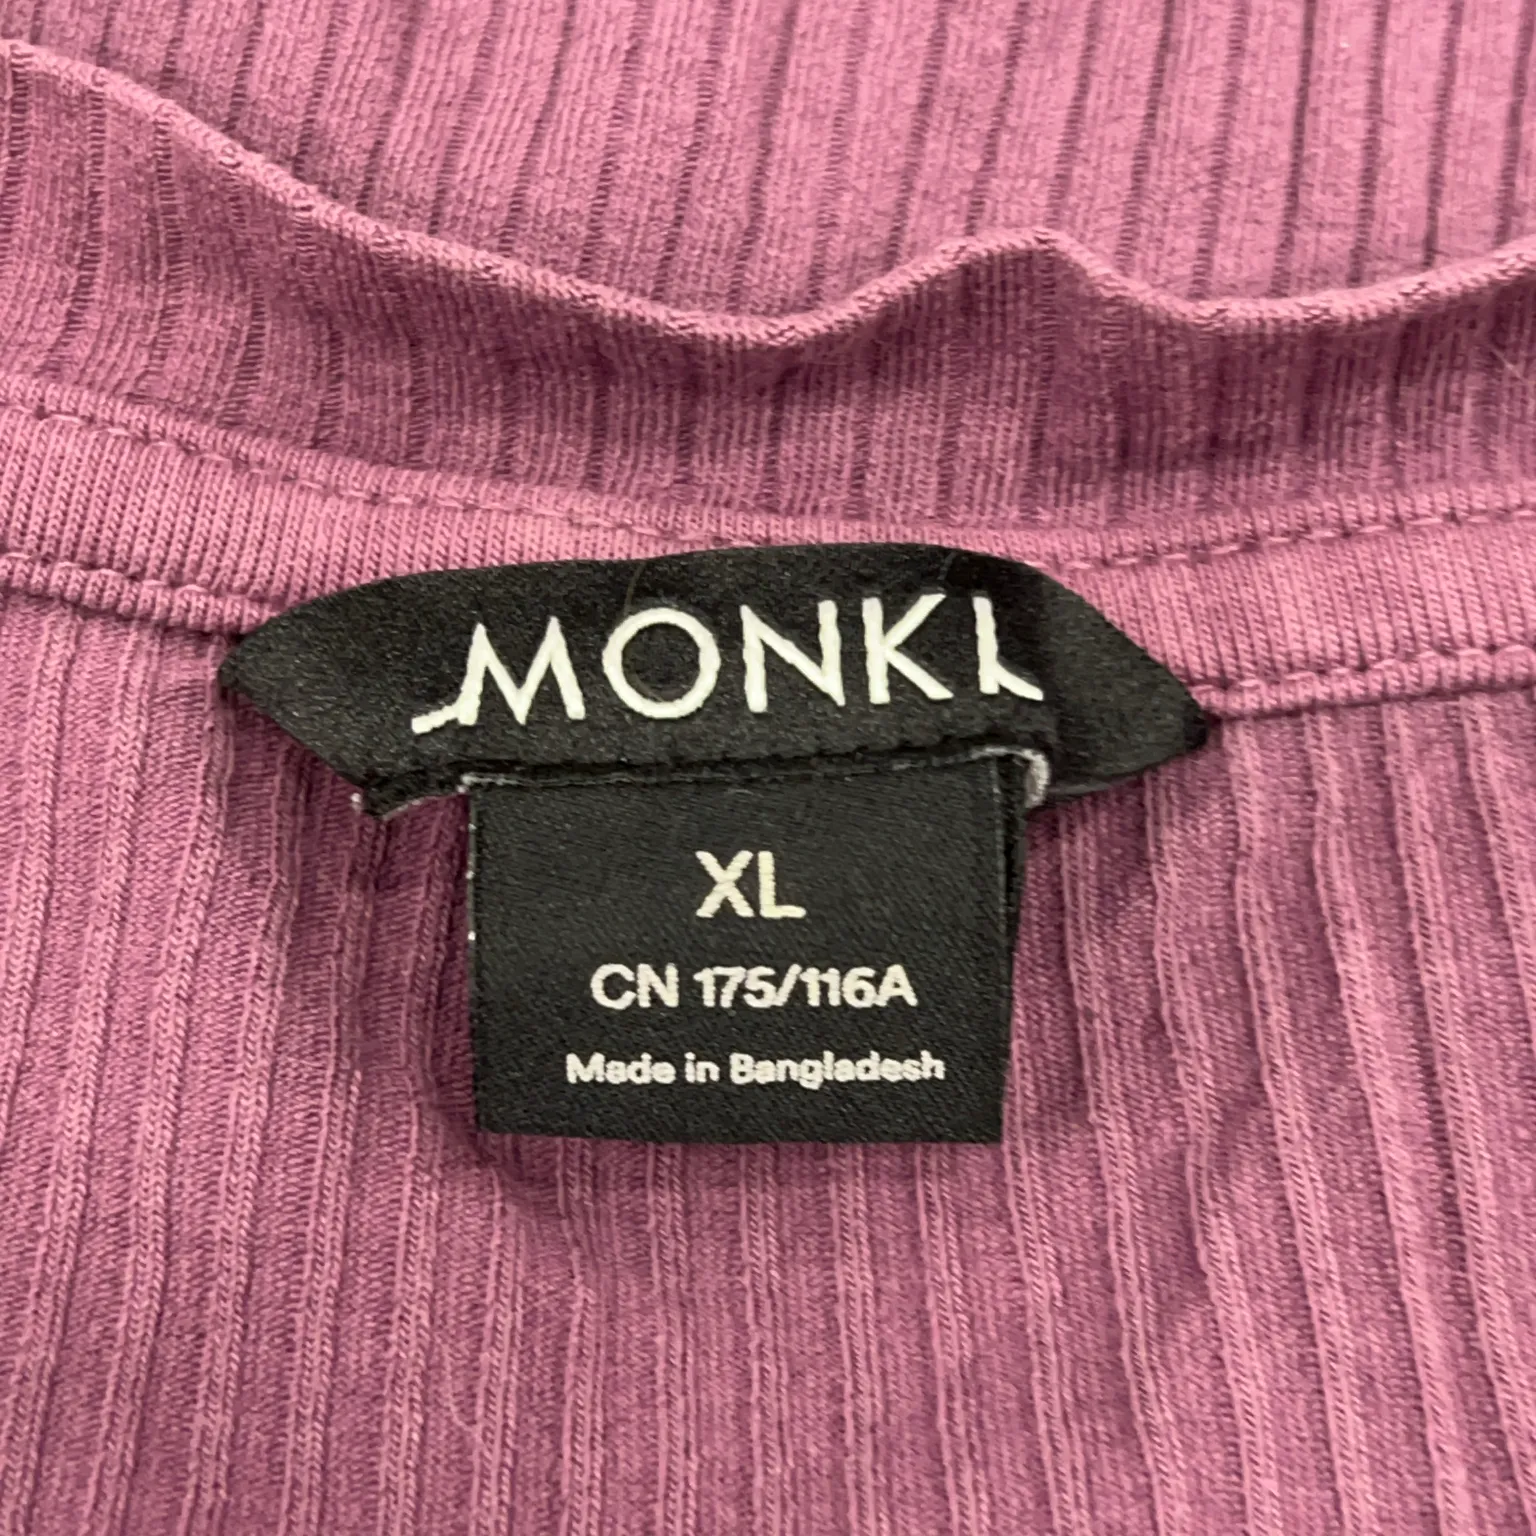 MONKI
XL
CN 175/116A
Made in Bangladesh